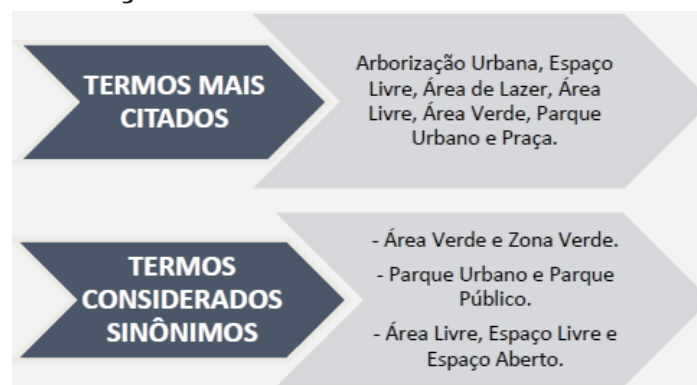 TERMOS MAIS
CITADOS
Arborização Urbana, Espaço
Livre, Área de Lazer, Área
Livre, Área Verde, Parque
Urbano e Praça.
TERMOS
CONSIDERADOS
SINÔNIMOS
- Área Verde e Zona Verde.
- Parque Urbano e Parque
Público.
- Área Livre, Espaço Livre e
Espaço Aberto.